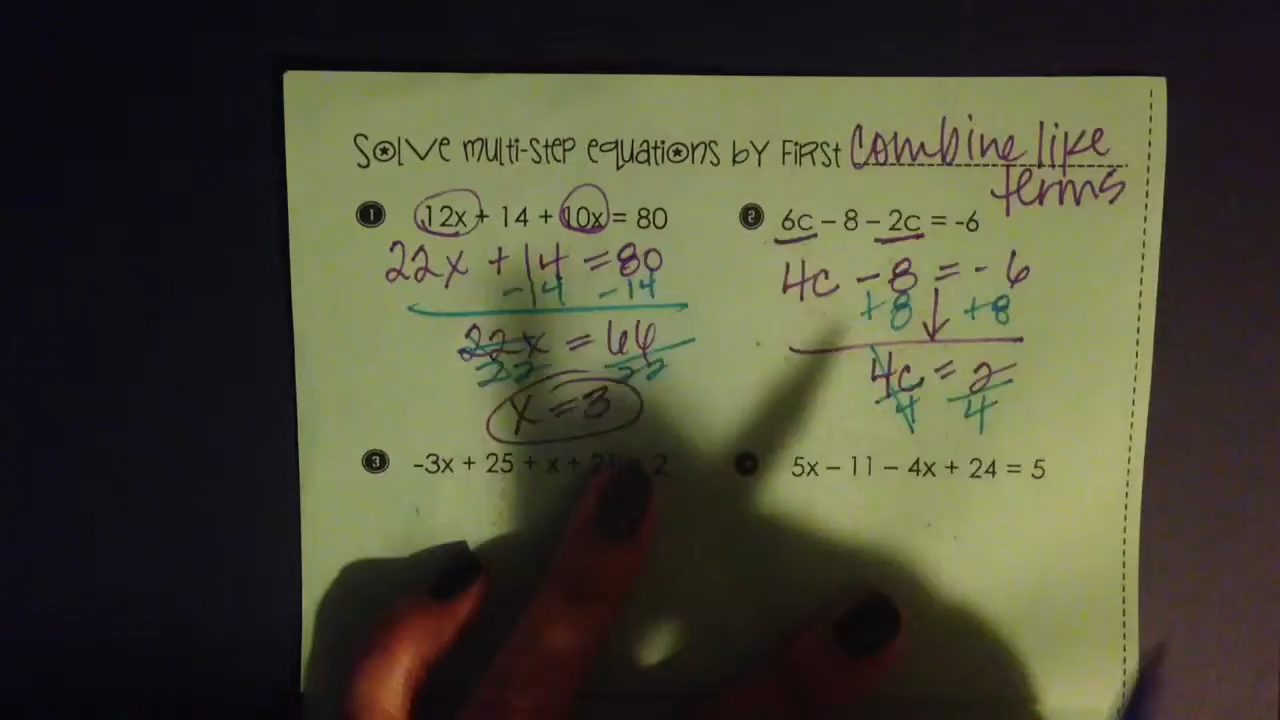 Solve multi-step equations by first combine like terms
1 12x + 14 + 10x = 80
22x + 14 = 80
-14 -14
22x = 66
22 22
x = 3
2 6c – 8 – 2c = -6
4c - 8 = - 6
+8 +8
4c = 2
4 4
3 -3x + 25 + x + = 2
5x – 11 – 4x + 24 = 5